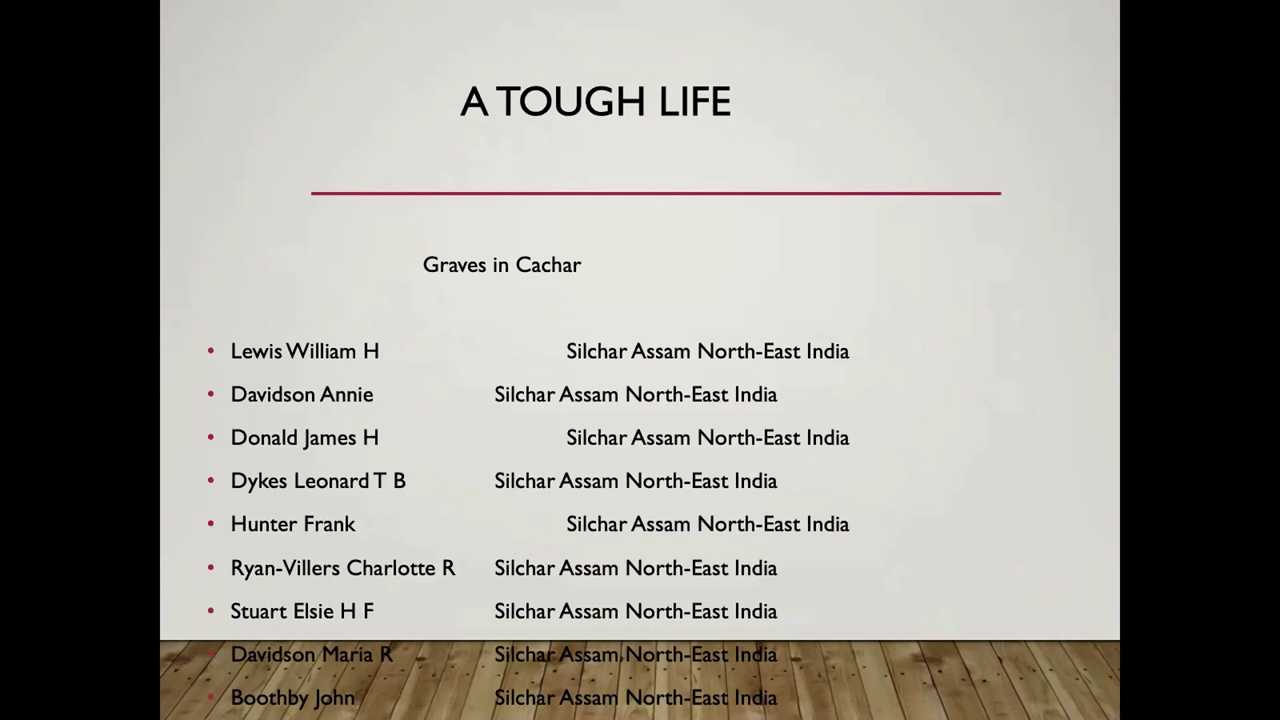 A TOUGH LIFE
Graves in Cachar
• Lewis William H Silchar Assam North-East India
• Davidson Annie Silchar Assam North-East India
• Donald James H Silchar Assam North-East India
• Dykes Leonard T B Silchar Assam North-East India
• Hunter Frank Silchar Assam North-East India
• Ryan-Villers Charlotte R Silchar Assam North-East India
• Stuart Elsie H F Silchar Assam North-East India
• Davidson Maria R Silchar Assam North-East India
• Boothby John Silchar Assam North-East India